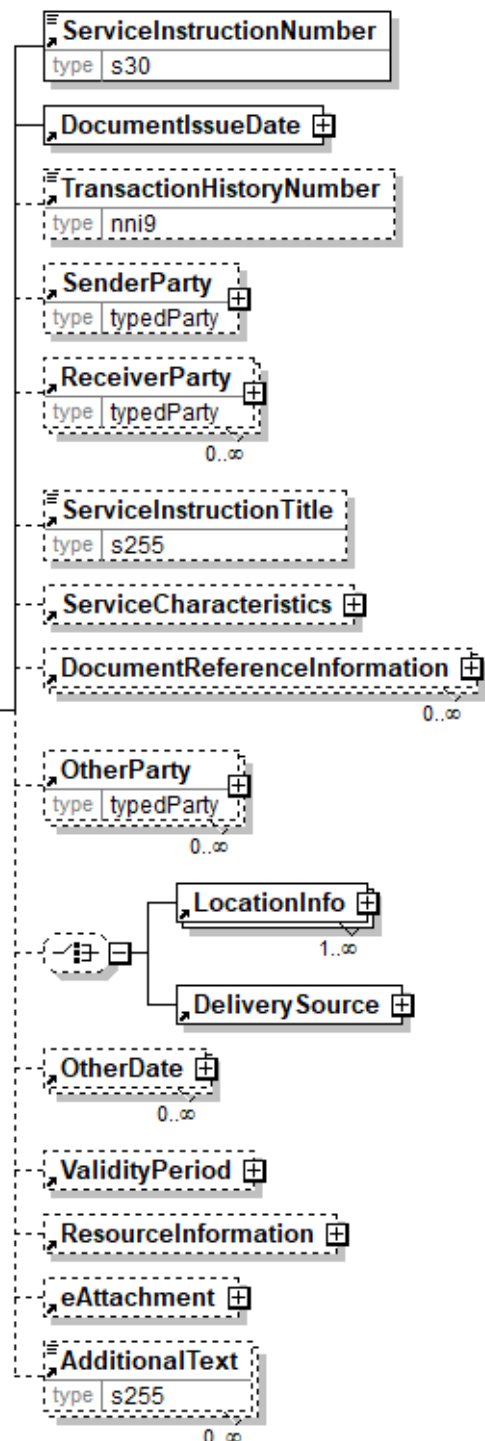 ServiceInstructionNumber
type s30
DocumentIssueDate
TransactionHistoryNumber
type nni9
SenderParty
type typedParty
ReceiverParty
type typedParty
0..∞
ServiceInstructionTitle
type s255
ServiceCharacteristics
DocumentReferenceInformation
0..∞
OtherParty
type typedParty
0..∞
LocationInfo
1..∞
DeliverySource
OtherDate
0..∞
ValidityPeriod
ResourceInformation
eAttachment
AdditionalText
type s255
0..∞